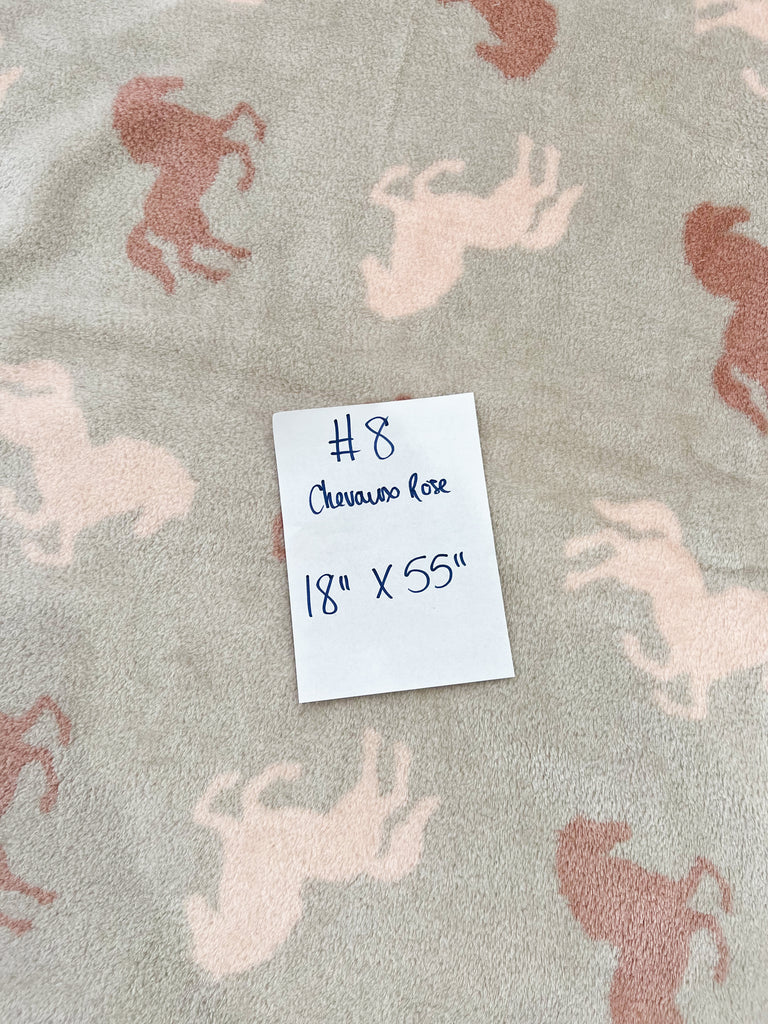 #8
Chevaux Rose
18" X 55"